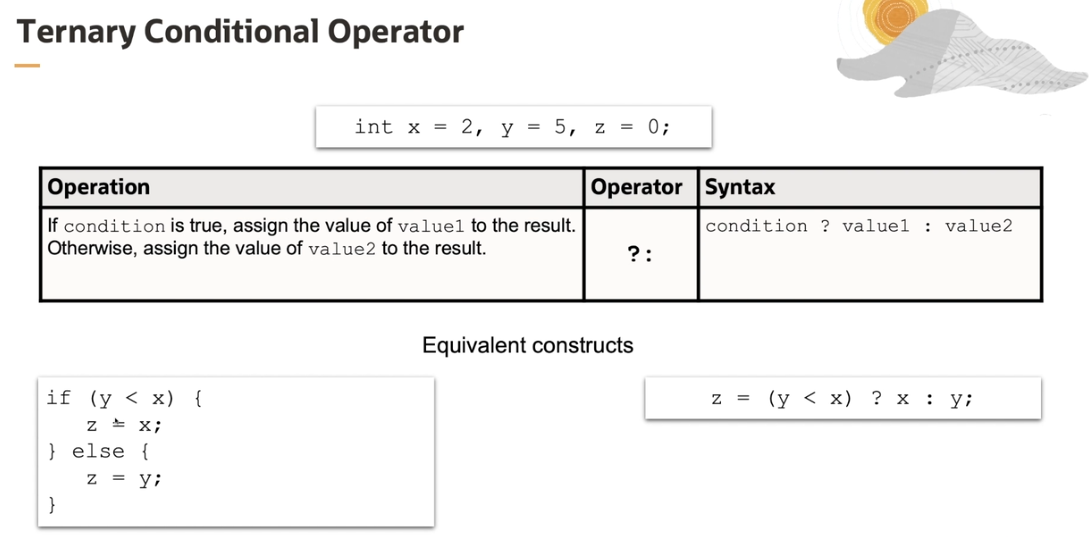 Ternary Conditional Operator
int x = 2, y = 5, z = 0;
Operation Operator Syntax
If condition is true, assign the value of value1 to the result.
Otherwise, assign the value of value2 to the result.
?:
condition ? value1 : value2
Equivalent constructs
if (y < x) {
z = x;
} else {
z = y;
}
z = (y < x) ? x : y;